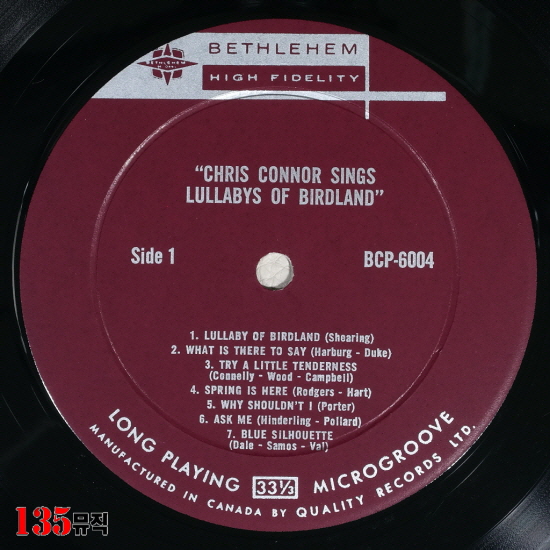 BETHLEHEM
BETHLEHEM
HIGH FIDELITY
"CHRIS CONNOR SINGS
LULLABYS OF BIRDLAND"
Side 1
BCP-6004
1. LULLABY OF BIRDLAND (Shearing)
2. WHAT IS THERE TO SAY (Harburg - Duke)
3. TRY A LITTLE TENDERNESS
(Connelly - Wood - Campbell)
4. SPRING IS HERE (Rodgers - Hart)
5. WHY SHOULDN'T I (Porter)
6. ASK ME (Hinderling - Pollard)
7. BLUE SILHOUETTE
(Dale - Samos - Val)
LONG PLAYING 33⅓ MICROGROOVE
MANUFACTURED IN CANADA BY QUALITY RECORDS LTD.
135뮤직